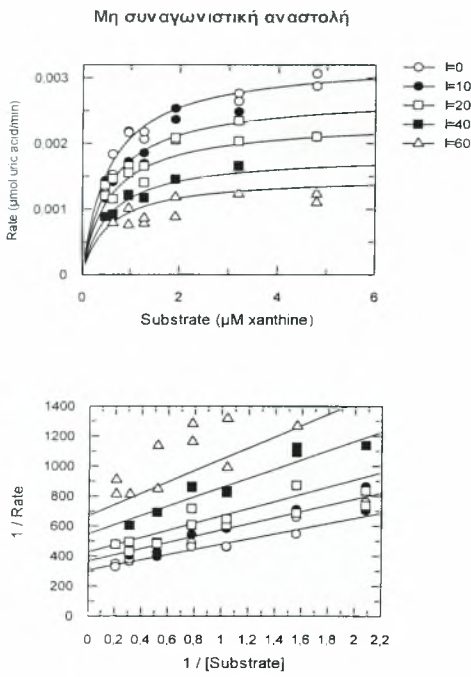 Μη συναγωνιστική αναστολή
I=0
I=10
I=20
I=40
I=60
Rate (μmol uric acid/min)
0.003
0.002
0.001
0
0 2 4 6
Substrate (μM xanthine)
1 / Rate
1400
1200
1000
800
600
400
200
0
0 0,2 0,4 0,6 0,8 1 1,2 1,4 1,6 1,8 2 2,2
1 / [Substrate]